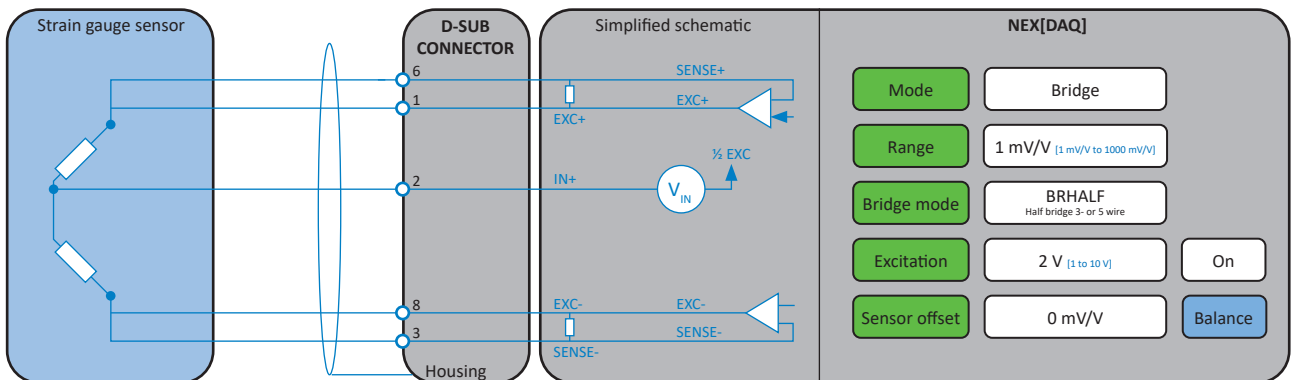 Strain gauge sensor
D-SUB
CONNECTOR
Simplified schematic
NEX[DAQ]
6
SENSE+
1
EXC+
EXC+
2
IN+
V_IN
½ EXC
8
EXC-
EXC-
3
SENSE-
SENSE-
Housing
Mode
Bridge
Range
1 mV/V [1 mV/V to 1000 mV/V]
Bridge mode
BRHALF
Half bridge 3- or 5 wire
Excitation
2 V [1 to 10 V]
On
Sensor offset
0 mV/V
Balance